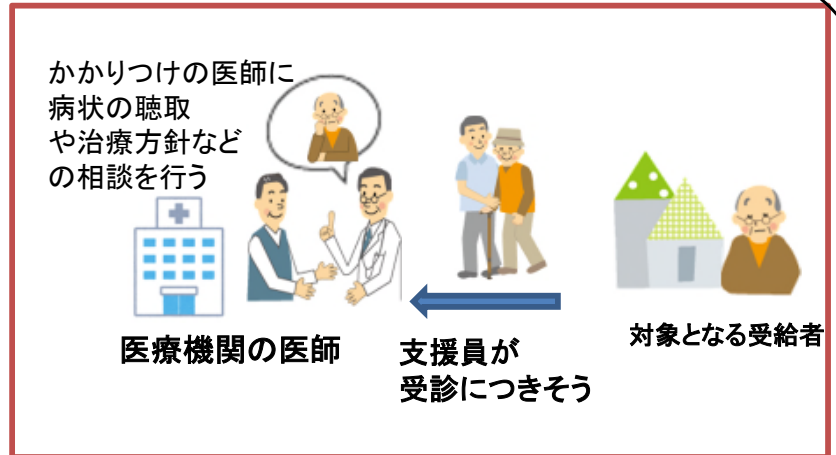 かかりつけの医師に
病状の聴取
や治療方針など
の相談を行う
医療機関の医師
支援員が
受診につきそう
対象となる受給者